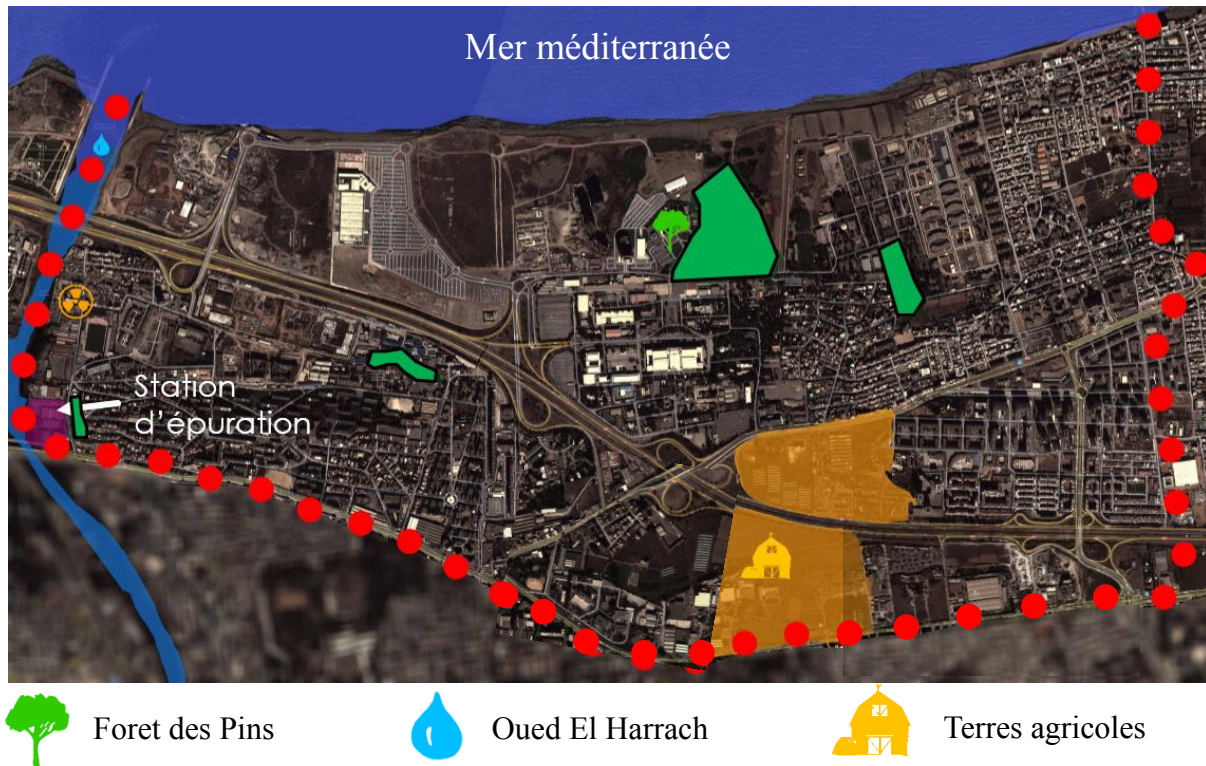 Mer méditerranée
Station
d'épuration
Foret des Pins
Oued El Harrach
Terres agricoles